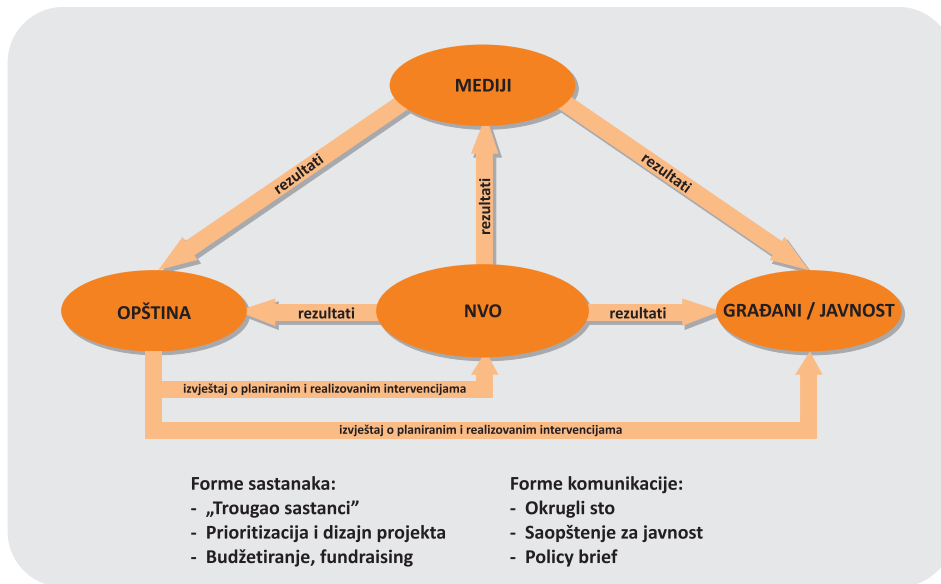 MEDIJI
rezultati
rezultati
rezultati
OPŠTINA
rezultati
NVO
rezultati
GRAĐANI / JAVNOST
izvještaj o planiranim i realizovanim intervencijama
izvještaj o planiranim i realizovanim intervencijama
Forme sastanaka:
- „Trougao sastanci”
- Prioritizacija i dizajn projekta
- Budžetiranje, fundraising
Forme komunikacije:
- Okrugli sto
- Saopštenje za javnost
- Policy brief